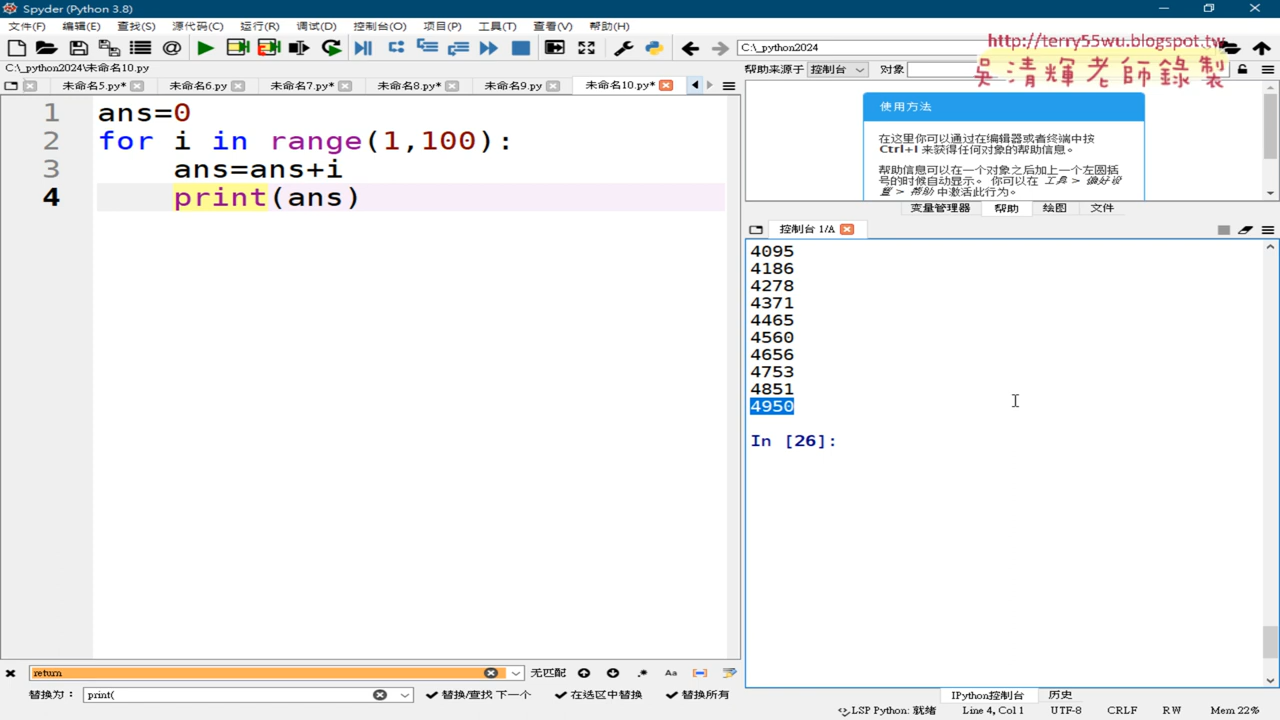 Spyder (Python 3.8)
文件(F) 编辑(E) 查找(S) 源代码(C) 运行(R) 调试(D) 控制台(O) 项目(P) 工具(T) 查看(V) 帮助(H)
C:\_python2024
http://terry55wu.blogspot.tw
吳清輝老師錄製
C:\_python2024\未命名10.py
帮助来源于 控制台 对象
未命名5.py* 未命名6.py 未命名7.py* 未命名8.py* 未命名9.py 未命名10.py*
1 ans=0
2 for i in range(1,100):
3 ans=ans+i
4 print(ans)
使用方法
在这里你可以通过在编辑器或者终端中按
Ctrl+I 来获得任何对象的帮助信息。
帮助信息可以在一个对象之后加上一个左圆括
号的时候自动显示。 你可以在 工具 > 偏好设
置 > 帮助 中激活此行为。
变量管理器 帮助 绘图 文件
控制台 1/A
4095
4186
4278
4371
4465
4560
4656
4753
4851
4950
In [26]:
return 无匹配 Aa
替换为： print( 替换/查找 下一个 在选区中替换 替换所有
IPython控制台 历史
LSP Python: 就绪 Line 4, Col 1 UTF-8 CRLF RW Mem 22%